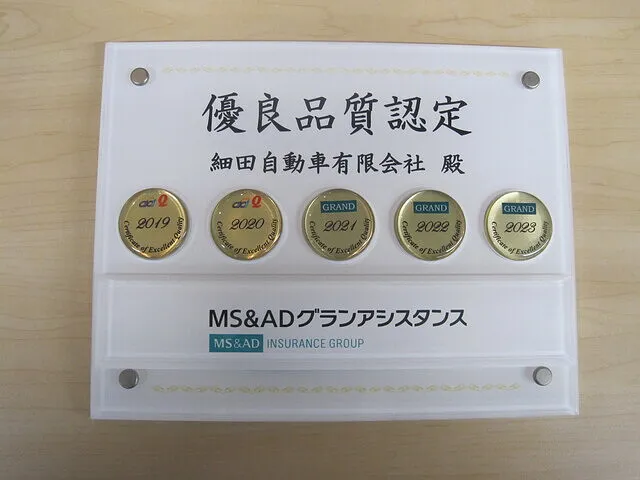 優良品質認定
細田自動車有限会社 殿
Q
2019
Certificate of Excellent Quality
Q
2020
Certificate of Excellent Quality
GRAND
2021
Certificate of Excellent Quality
GRAND
2022
Certificate of Excellent Quality
GRAND
2023
Certificate of Excellent Quality
MS&ADグランアシスタンス
MS&AD INSURANCE GROUP